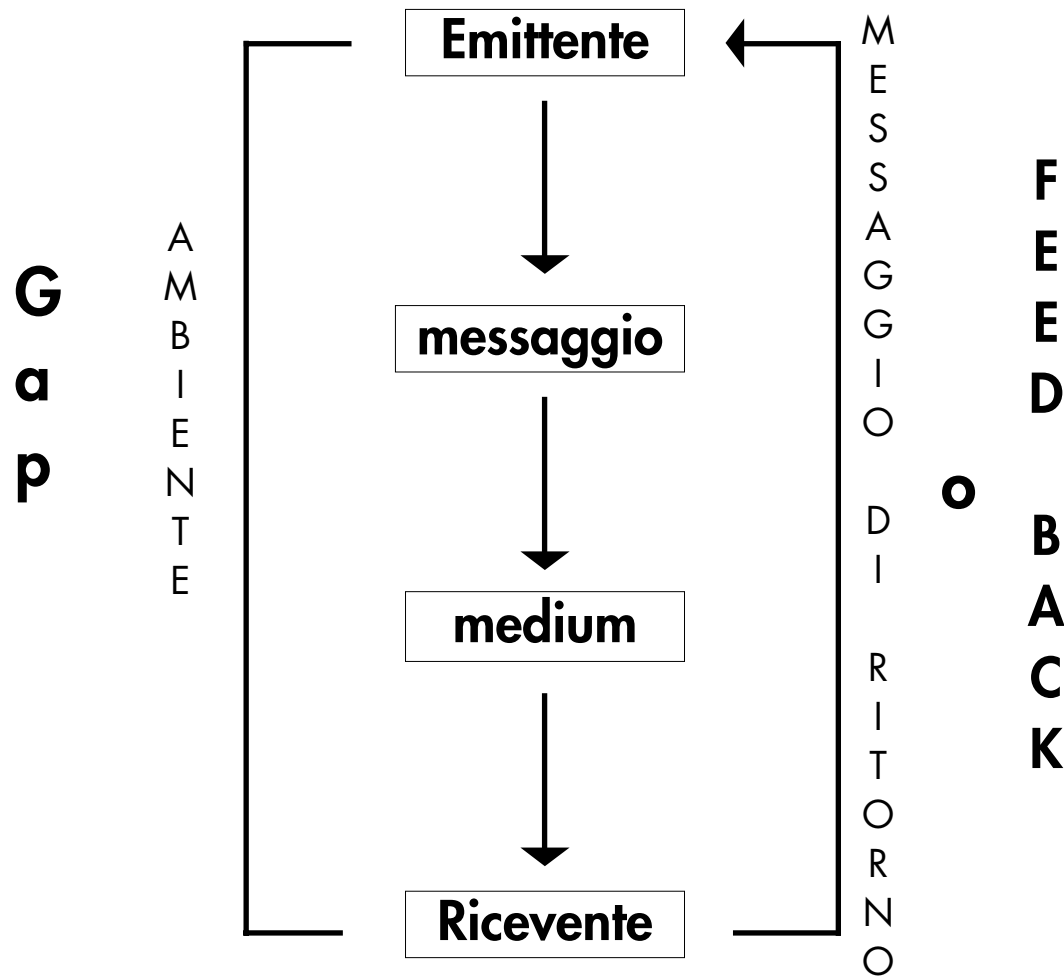 Emittente
messaggio
medium
Ricevente
Gap
AMBIENTE
MESSAGGIO DI RITORNO
o
FEED BACK